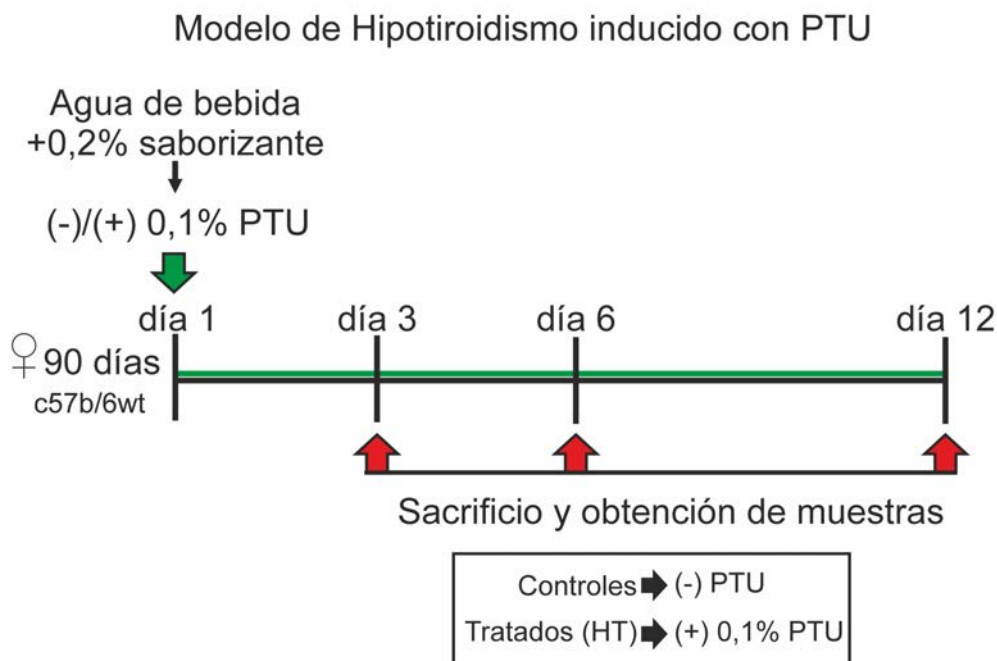 Modelo de Hipotiroidismo inducido con PTU
Agua de bebida
+0,2% saborizante
(-)/(+) 0,1% PTU
día 1
día 3
día 6
día 12
♀ 90 días
c57b/6wt
Sacrificio y obtención de muestras
Controles ➡ (-) PTU
Tratados (HT) ➡ (+) 0,1% PTU